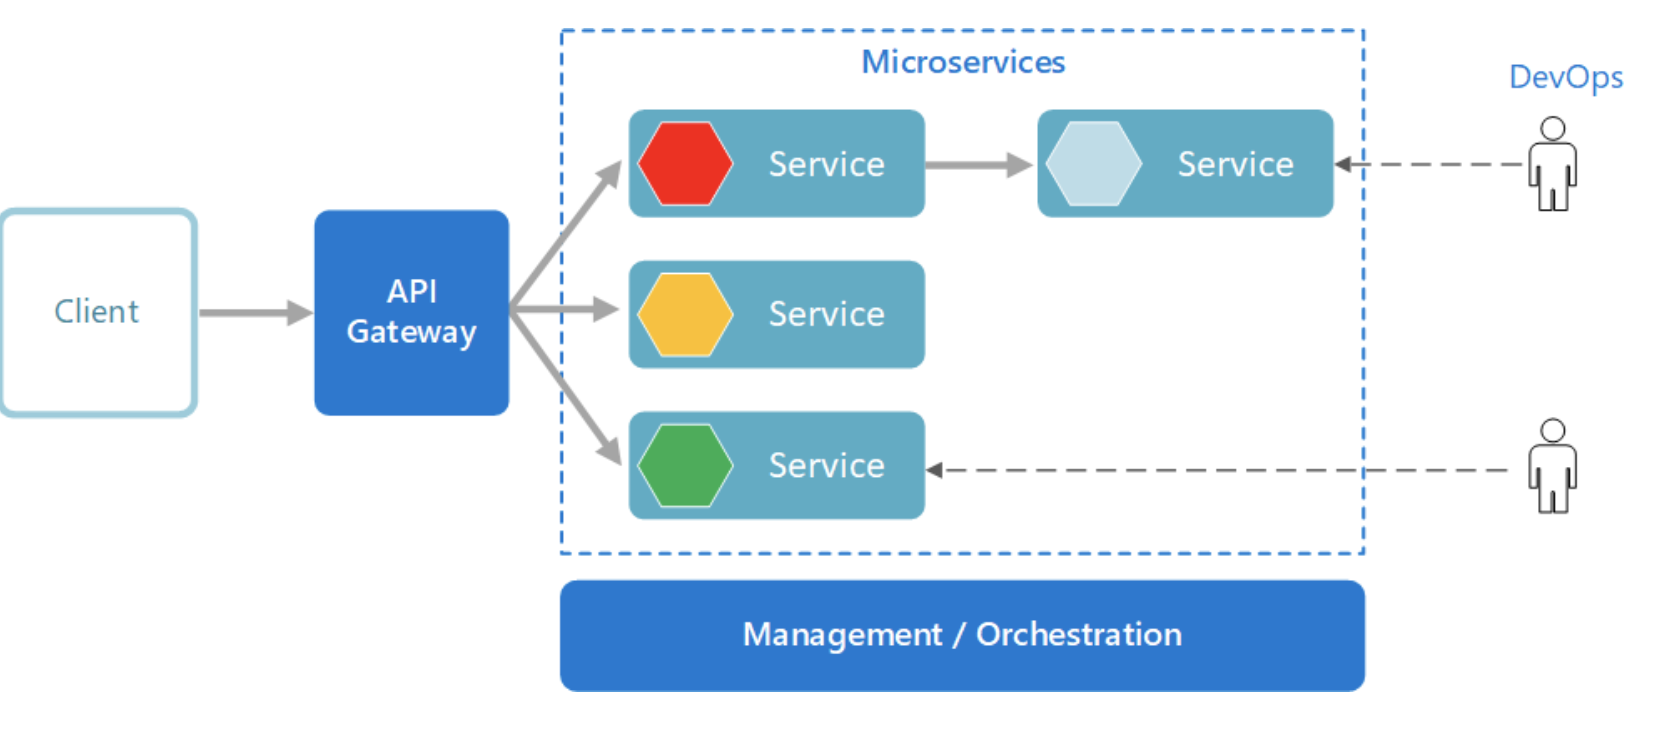 Microservices
DevOps
Service
Service
Client
API
Gateway
Service
Service
Management / Orchestration